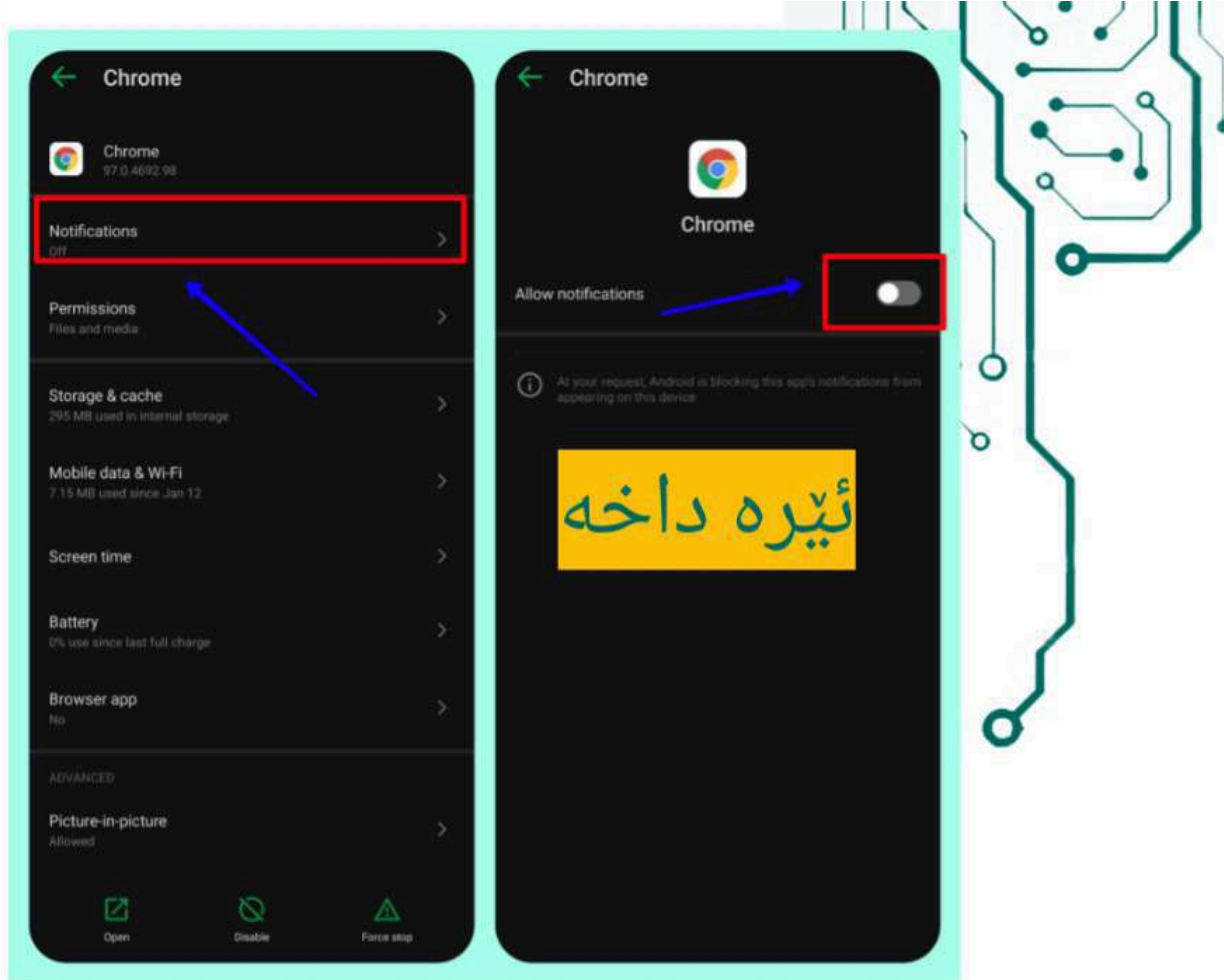 Chrome
Chrome
97.0.4692.98
Notifications
Off
Permissions
Files and media
Storage & cache
295 MB used in internal storage
Mobile data & Wi-Fi
7.15 MB used since Jan 12
Screen time
Battery
0% use since last full charge
Browser app
No
ADVANCED
Picture-in-picture
Allowed
Open
Disable
Force stop
Chrome
Chrome
Allow notifications
At your request, Android is blocking this app's notifications from
appearing on this device
ئێره داخه